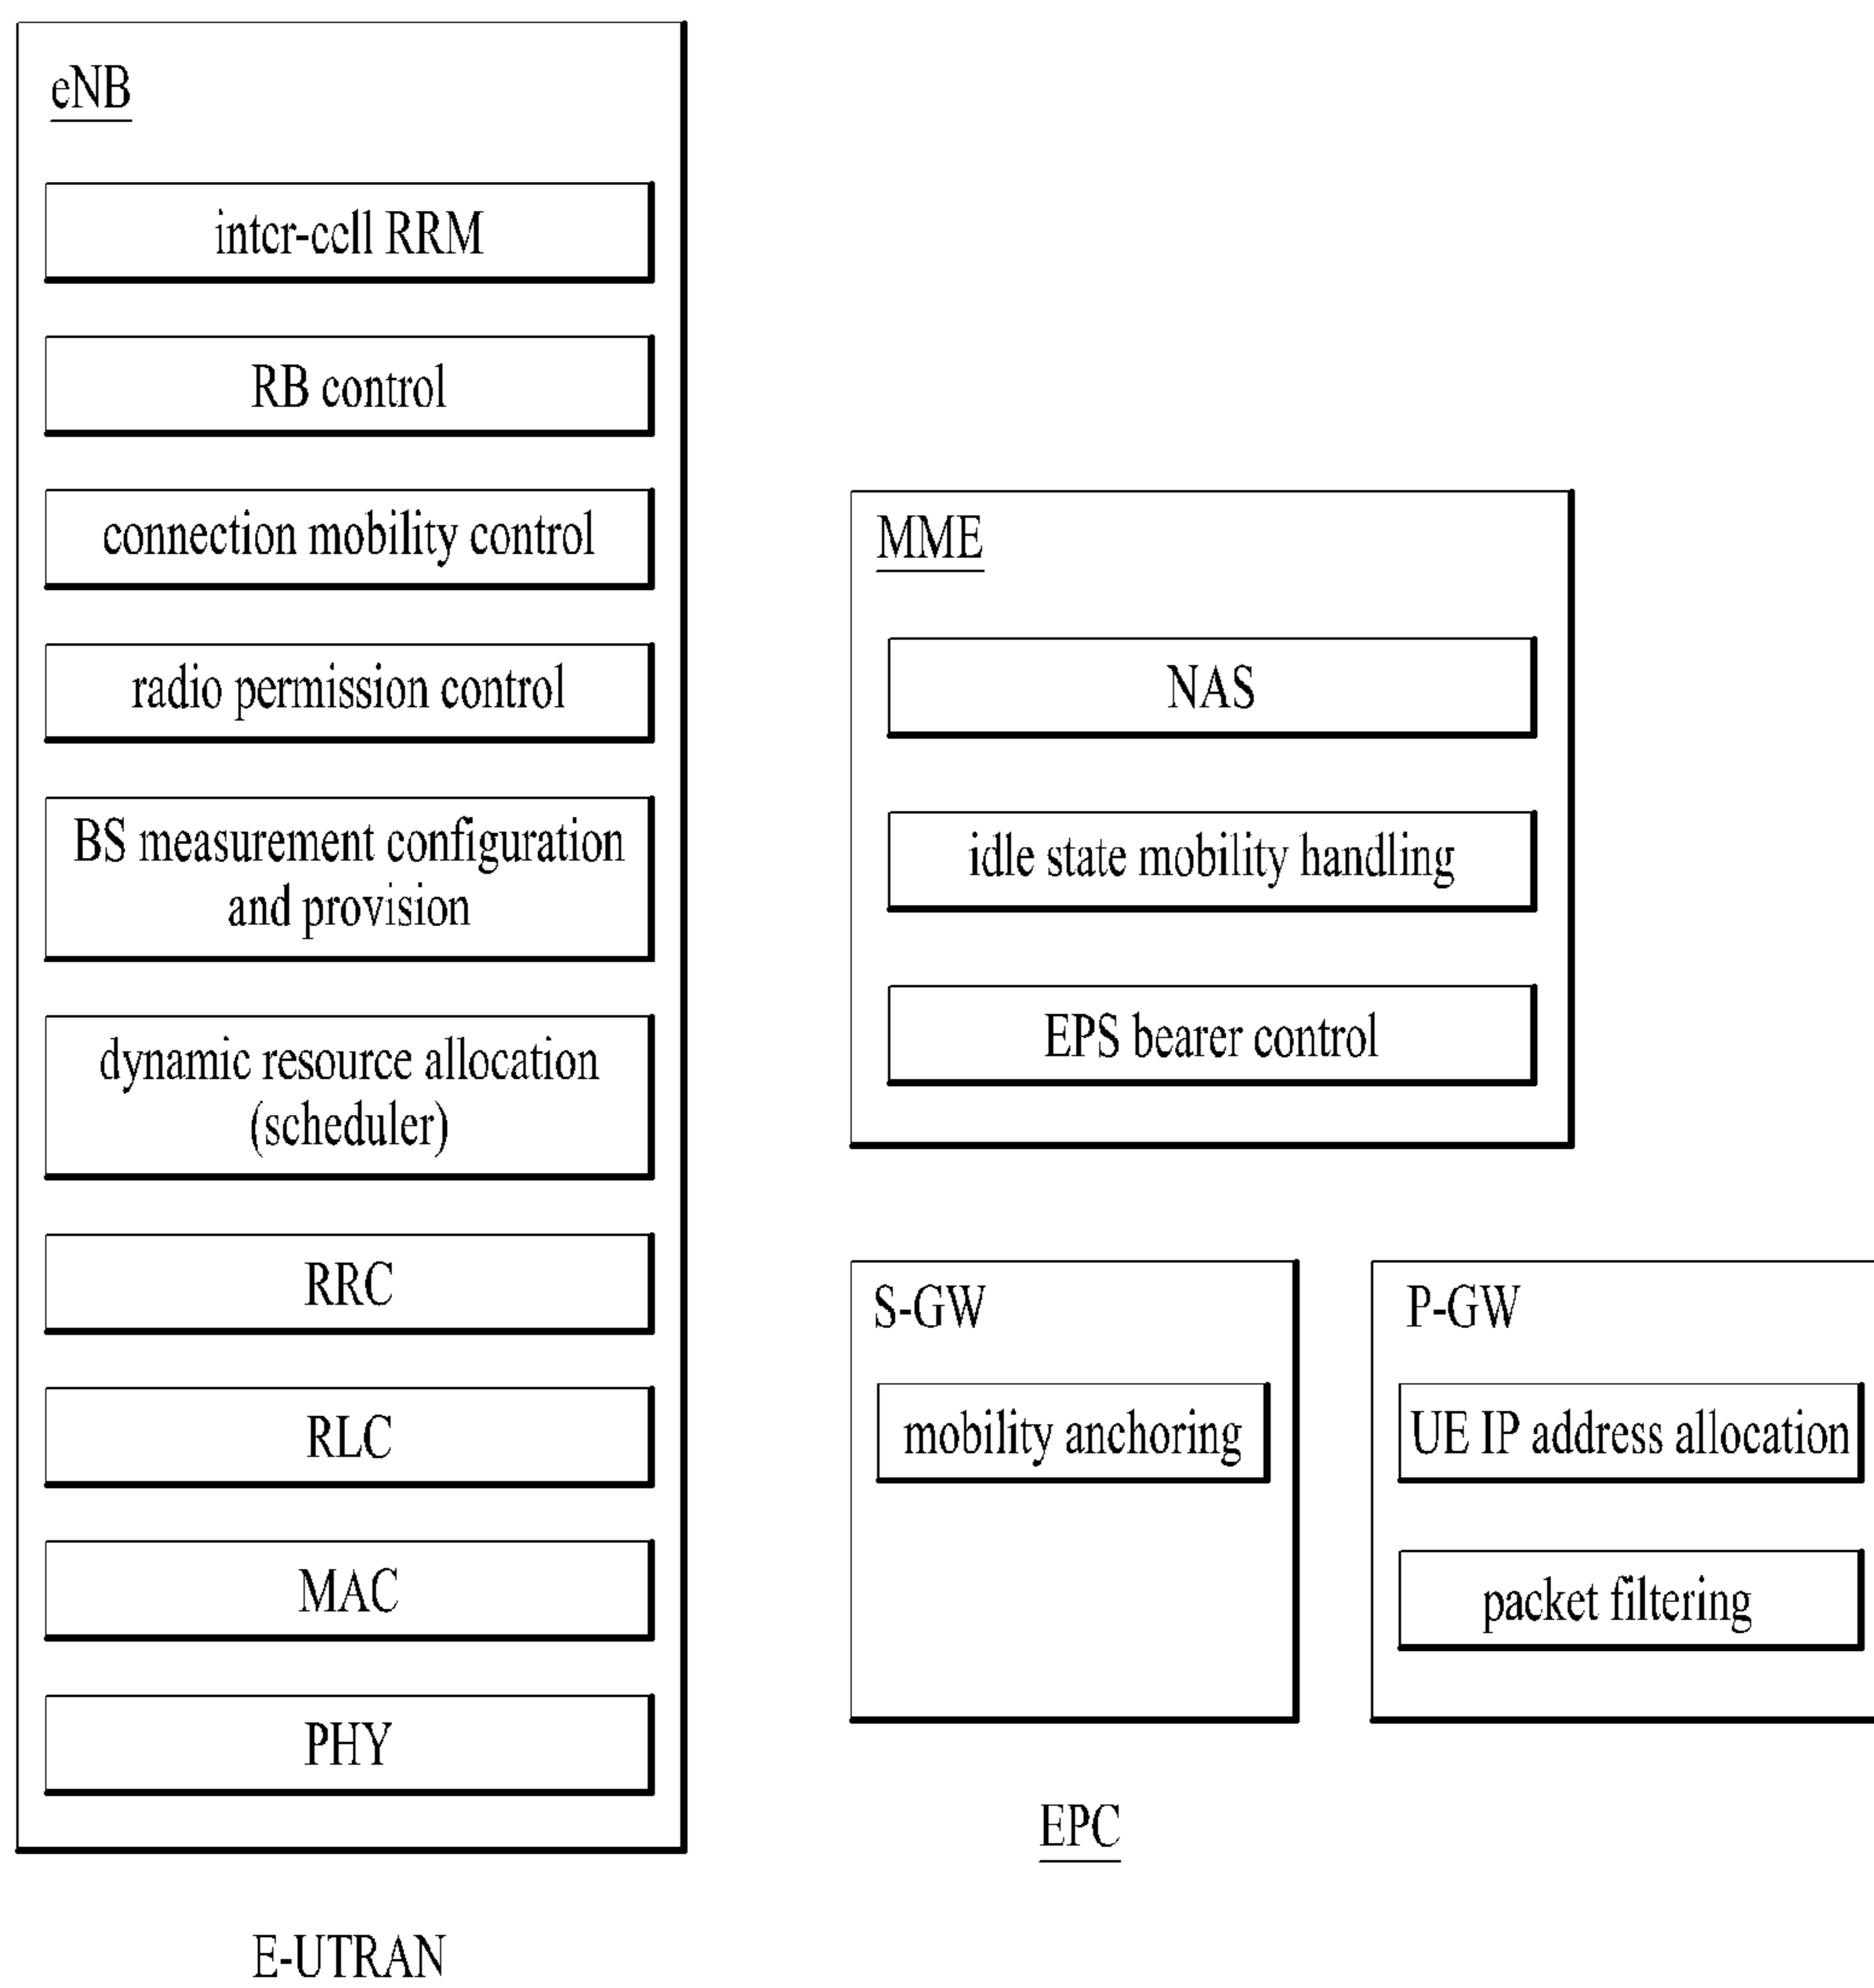 eNB
inter-cell RRM
RB control
connection mobility control
radio permission control
BS measurement configuration
and provision
dynamic resource allocation
(scheduler)
RRC
RLC
MAC
PHY
E-UTRAN
MME
NAS
idle state mobility handling
EPS bearer control
S-GW
mobility anchoring
P-GW
UE IP address allocation
packet filtering
EPC